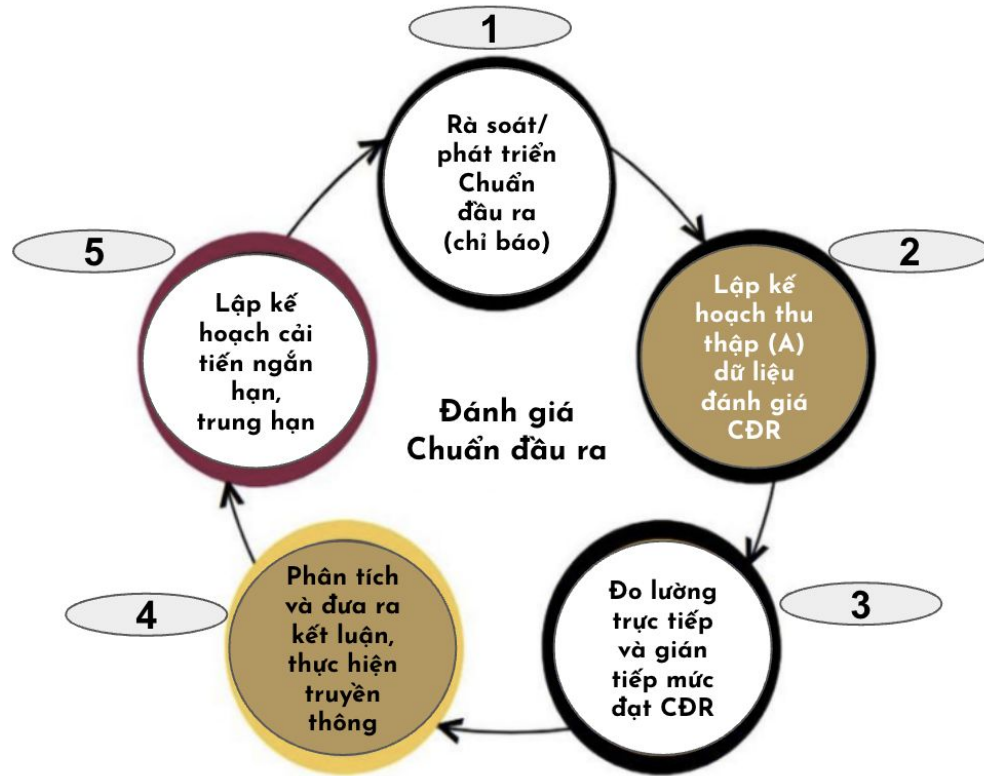 1
Rà soát/
phát triển
Chuẩn
đầu ra
(chỉ báo)
2
Lập kế
hoạch thu
thập (A)
dữ liệu
đánh giá
CĐR
3
Đo lường
trực tiếp
và gián
tiếp mức
đạt CĐR
4
Phân tích
và đưa ra
kết luận,
thực hiện
truyền
thông
5
Lập kế
hoạch cải
tiến ngắn
hạn,
trung hạn
Đánh giá
Chuẩn đầu ra